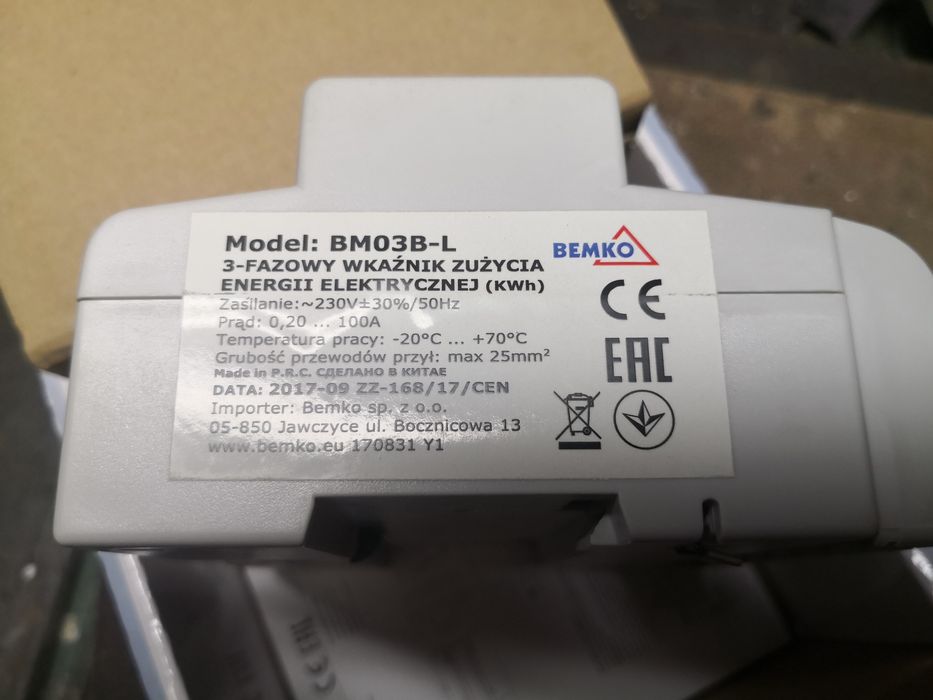 Model: BM03B-L
BEMKO
3-FAZOWY WKAŹNIK ZUŻYCIA
ENERGII ELEKTRYCZNEJ (KWh)
Zasilanie:~230V±30%/50Hz
Prąd: 0,20 ... 100A
Temperatura pracy: -20°C ... +70°C
Grubość przewodów przył: max 25mm²
Made in P.R.C. СДЕЛАНО В КИТАЕ
DATA: 2017-09 ZZ-168/17/CEN
Importer: Bemko sp. z o.o.
05-850 Jawczyce ul. Bocznicowa 13
www.bemko.eu 170831 Y1
CE
EAC
CE EAC